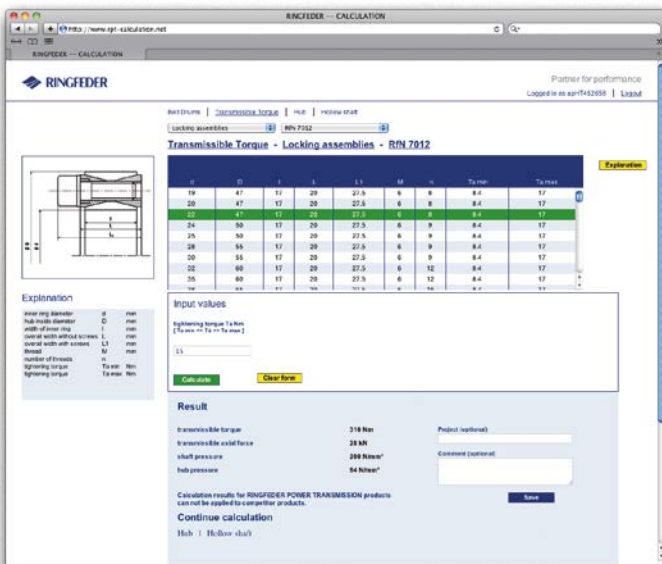 RINGFEDER -- CALCULATION
http://www.rpt-calculation.net
RINGFEDER -- CALCULATION
RINGFEDER
Partner for performance
Logged in as
Logout
Belt Drums | Transmissible Torque | Hub | Hollow shaft
Locking assemblies
RfN 7012
Transmissible Torque - Locking assemblies - RfN 7012
Explanation
d D l L L1 M n Ta min Ta max
19 47 17 20 27.5 6 8 8.4 17
20 47 17 20 27.5 6 8 8.4 17
22 47 17 20 27.5 6 8 8.4 17
24 50 17 20 27.5 6 9 8.4 17
25 50 17 20 27.5 6 9 8.4 17
28 55 17 20 27.5 6 9 8.4 17
30 55 17 20 27.5 6 9 8.4 17
32 60 17 20 27.5 6 12 8.4 17
35 60 17 20 27.5 6 12 8.4 17
Explanation
inner ring diameter d mm
hub inside diameter D mm
width of inner ring l mm
overall width without screws L mm
overall width with screws L1 mm
thread M mm
number of threads n
tightening torque Ta min Nm
tightening torque Ta max Nm
Input values
tightening torque Ta Nm
[ Ta min <= Ta <= Ta max ]
15
Calculate
Clear form
Result
transmissible torque 310 Nm
transmissible axial force 28 kN
shaft pressure 200 N/mm²
hub pressure 94 N/mm²
Project (optional)
Comment (optional)
Save
Calculation results for RINGFEDER POWER TRANSMISSION products
can not be applied to competitor products.
Continue calculation
Hub | Hollow shaft